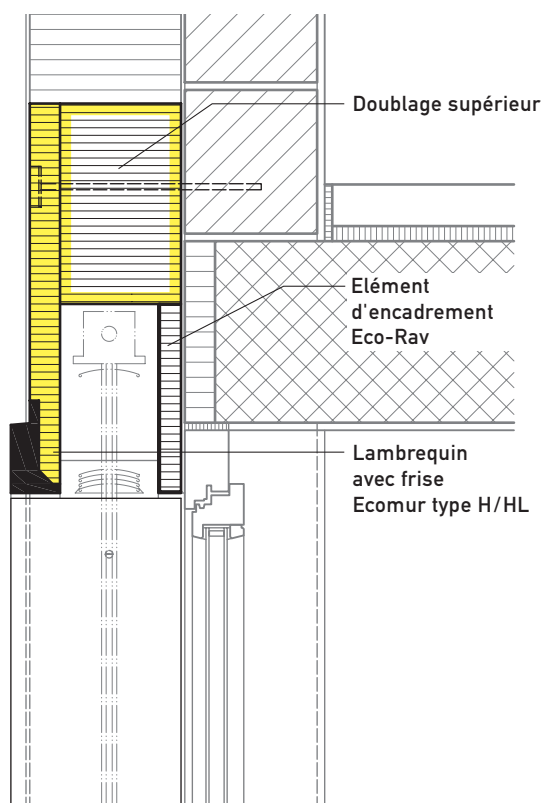 Doublage supérieur
Elément
d'encadrement
Eco-Rav
Lambrequin
avec frise
Ecomur type H/HL